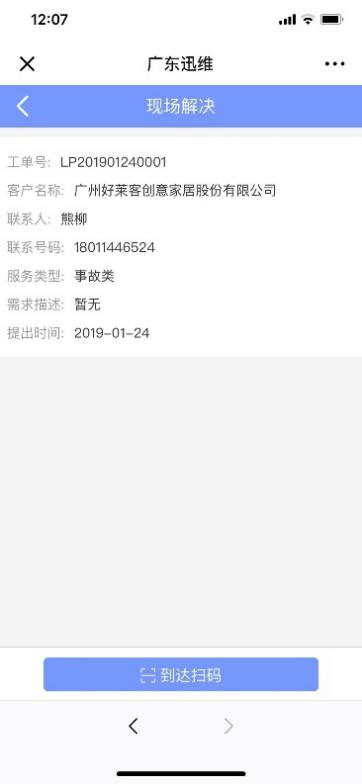 12:07
广东迅维
现场解决
工单号: LP201901240001
客户名称: 广州好莱客创意家居股份有限公司
联系人: 熊柳
联系号码: 18011446524
服务类型: 事故类
需求描述: 暂无
提出时间: 2019-01-24
到达扫码